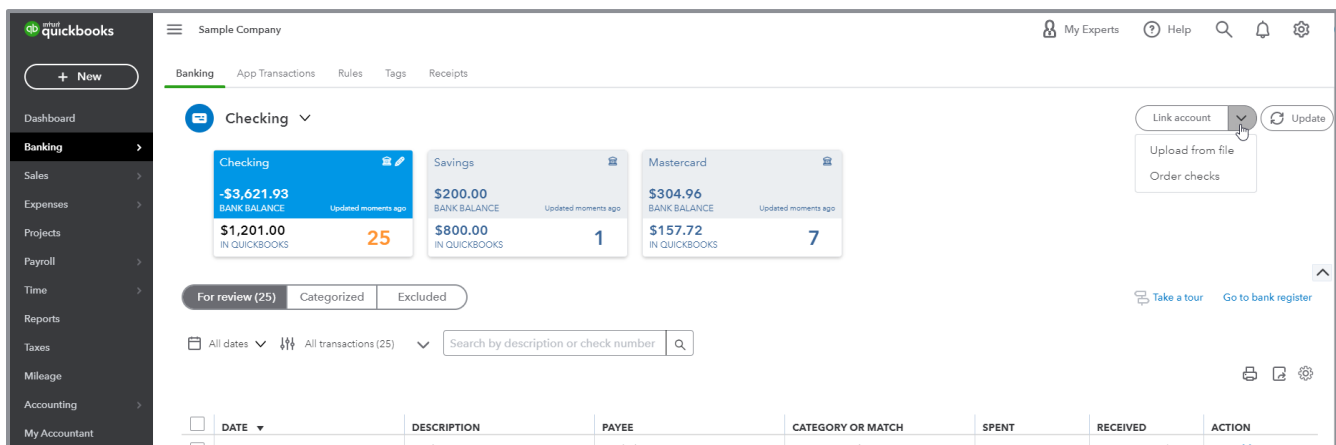 intuit
quickbooks
Sample Company
My Experts
Help
+ New
Banking
App Transactions
Rules
Tags
Receipts
Dashboard
Banking
Sales
Expenses
Projects
Payroll
Time
Reports
Taxes
Mileage
Accounting
My Accountant
Checking
Link account
Update
Upload from file
Order checks
Checking
-$3,621.93
BANK BALANCE
Updated moments ago
$1,201.00
IN QUICKBOOKS
25
Savings
$200.00
BANK BALANCE
Updated moments ago
$800.00
IN QUICKBOOKS
1
Mastercard
$304.96
BANK BALANCE
Updated moments ago
$157.72
IN QUICKBOOKS
7
For review (25)
Categorized
Excluded
Take a tour
Go to bank register
All dates
All transactions (25)
Search by description or check number
DATE
DESCRIPTION
PAYEE
CATEGORY OR MATCH
SPENT
RECEIVED
ACTION